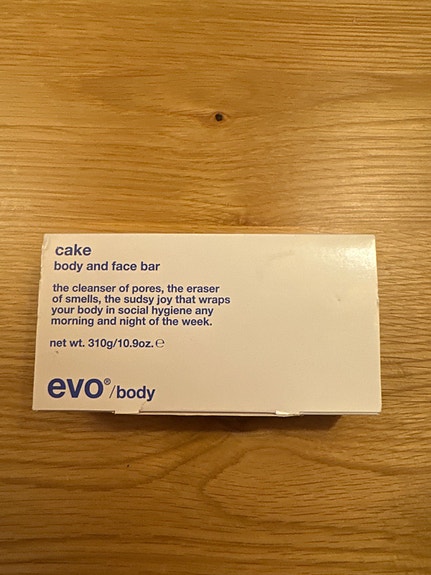 cake
body and face bar
the cleanser of pores, the eraser
of smells, the sudsy joy that wraps
your body in social hygiene any
morning and night of the week.
net wt. 310g/10.9oz. ℮
evo®/body